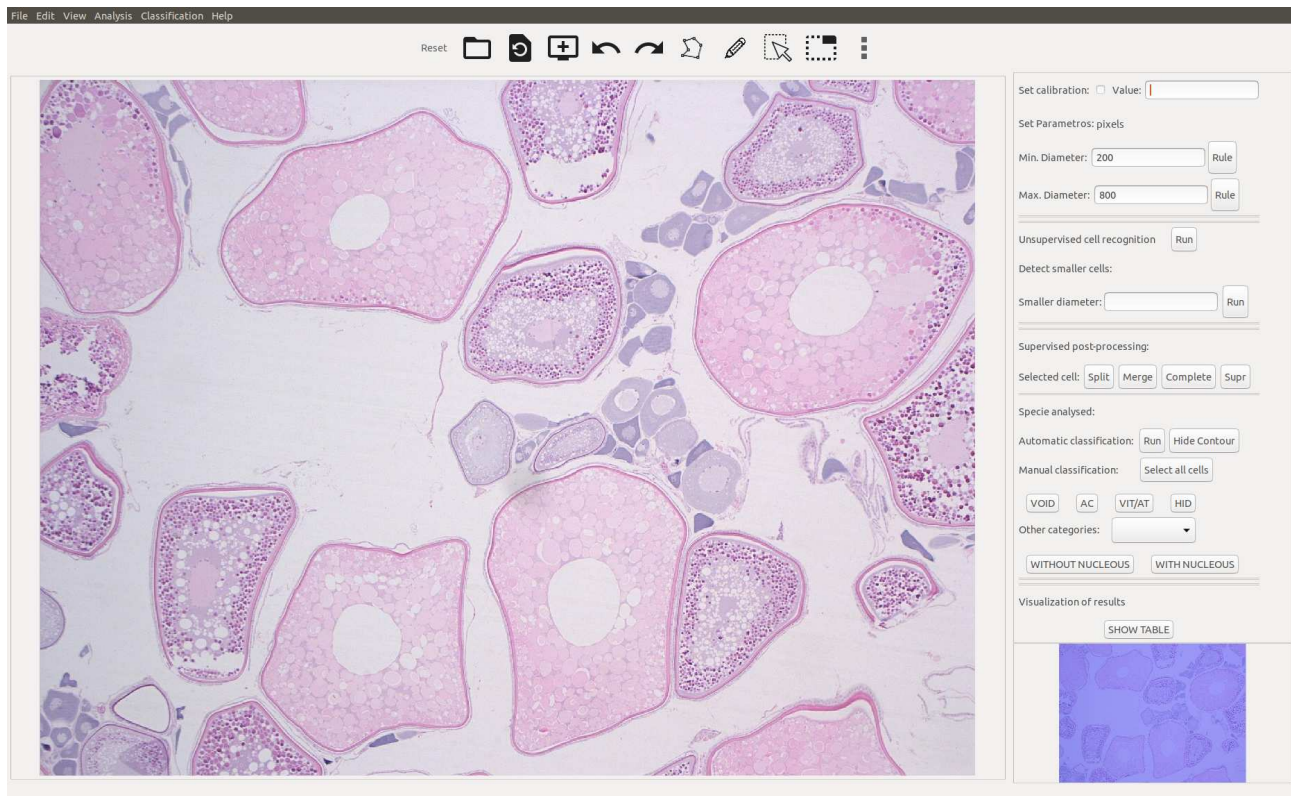 File Edit View Analysis Classification Help
Reset
Set calibration: Value:
Set Parametros: pixels
Min. Diameter: 200 Rule
Max. Diameter: 800 Rule
Unsupervised cell recognition Run
Detect smaller cells:
Smaller diameter: Run
Supervised post-processing:
Selected cell: Split Merge Complete Supr
Specie analysed:
Automatic classification: Run Hide Contour
Manual classification: Select all cells
VOID AC VIT/AT HID
Other categories:
WITHOUT NUCLEOUS WITH NUCLEOUS
Visualization of results
SHOW TABLE